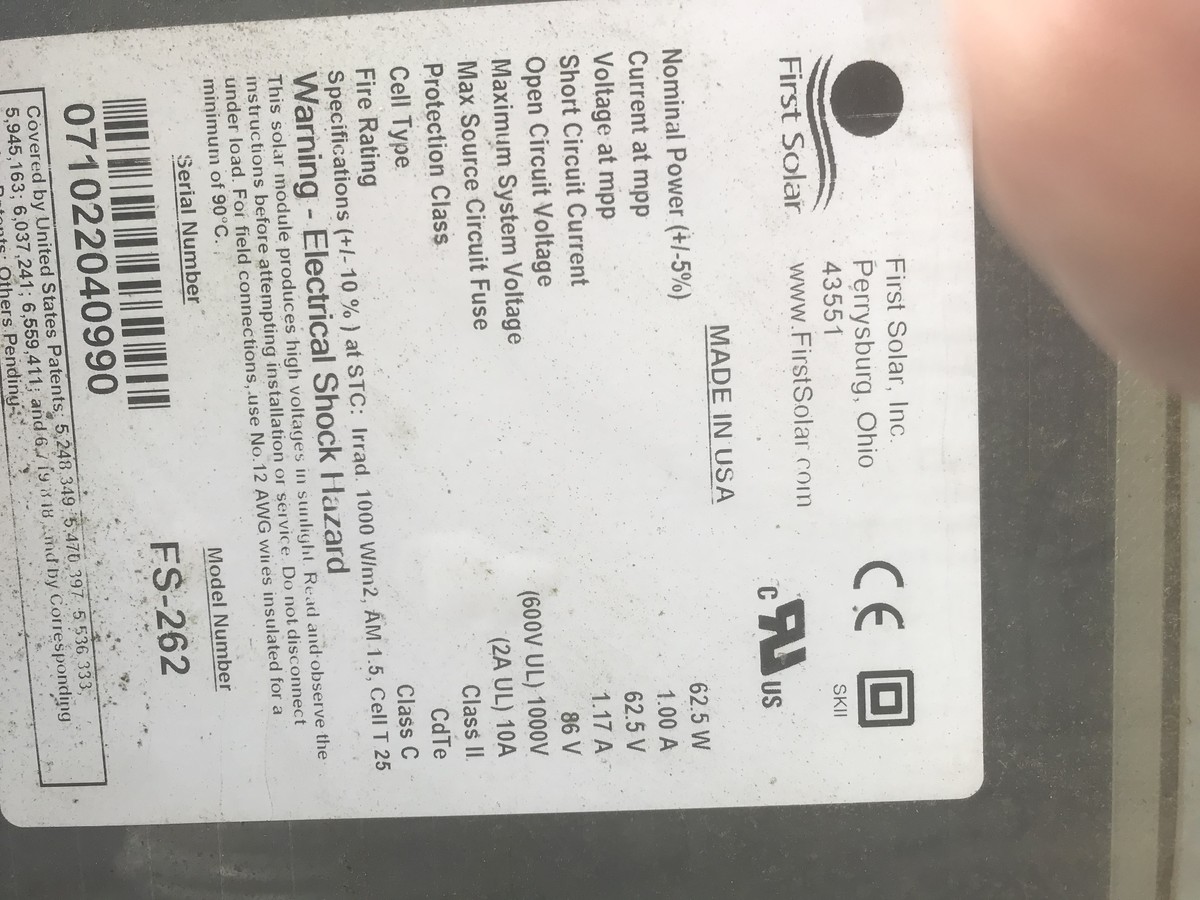 First Solar
First Solar, Inc.
Perrysburg, Ohio
43551
www.FirstSolar.com
CE
SKII
C RU US
MADE IN USA
Nominal Power (+/-5%) 62.5 W
Current at mpp 1.00 A
Voltage at mpp 62.5 V
Short Circuit Current 1.17 A
Open Circuit Voltage 86 V
Maximum System Voltage (600V UL) 1000V
Max Source Circuit Fuse (2A UL) 10A
Protection Class Class II
Cell Type CdTe
Fire Rating Class C
Specifications (+/- 10 % ) at STC: Irrad. 1000 W/m2, AM 1.5, Cell T 25
Warning - Electrical Shock Hazard
This solar module produces high voltages in sunlight. Read and observe the
instructions before attempting installation or service. Do not disconnect
under load. For field connections, use No.12 AWG wires insulated for a
minimum of 90°C.
Serial Number Model Number
071022040990 FS-262
Covered by United States Patents: 5,248,349; 5,470,397; 5,536,333;
5,945,163; 6,037,241; 6,559,411; and by Corresponding
Patents; Others Pending